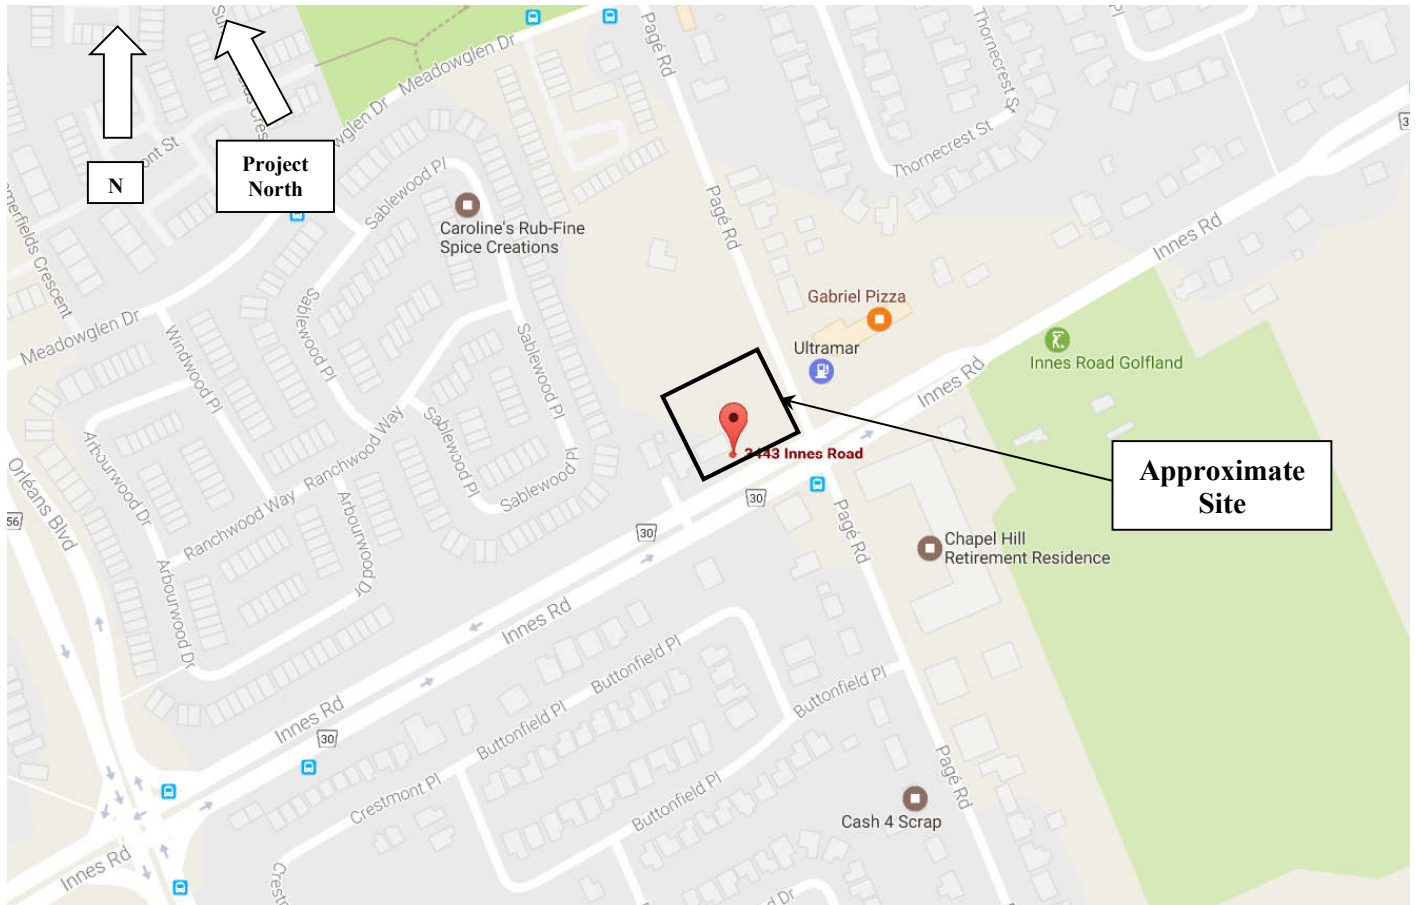 Meadowglen Dr
Pagé Rd
Thornecrest St
Thornecrest St
N
Project
North
Sablewood Pl
Caroline's Rub-Fine
Spice Creations
Pagé Rd
Innes Rd
Gabriel Pizza
Ultramar
Innes Road Golfland
Innes Rd
Meadowglen Dr
Windwood Pl
Sablewood Pl
Sablewood Pl
Sablewood Pl
Sablewood Pl
3443 Innes Road
Approximate
Site
Arbourwood Dr
Ranchwood Way
Ranchwood Way
Arbourwood Dr
Arbourwood Dr
Orléans Blvd
56
30
30
Pagé Rd
Chapel Hill
Retirement Residence
Innes Rd
Innes Rd
30
Buttonfield Pl
Buttonfield Pl
Buttonfield Pl
Buttonfield Pl
Crestmont Pl
Pagé Rd
Cash 4 Scrap
Innes Rd